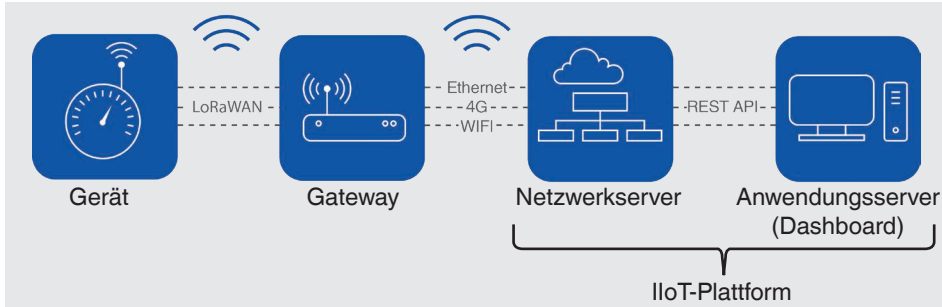 Ethernet
LoRaWAN
4G
REST API
WIFI
Gerät
Gateway
Netzwerkserver
Anwendungsserver
(Dashboard)
IIoT-Plattform